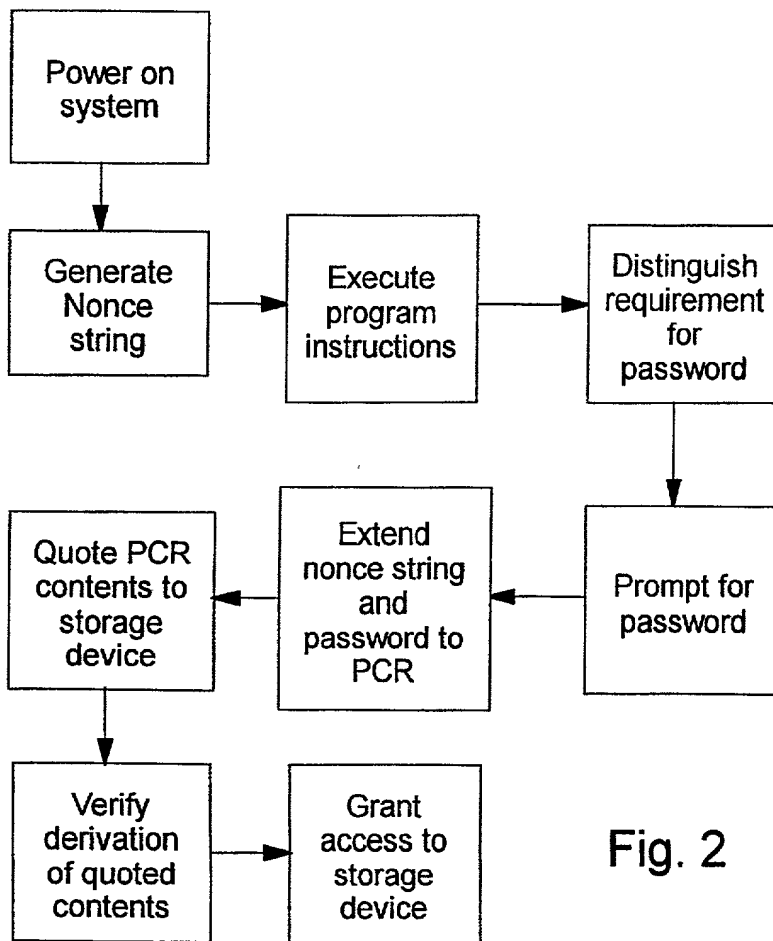 Power on
system
Generate
Nonce
string
Execute
program
instructions
Distinguish
requirement
for
password
Prompt for
password
Extend
nonce string
and
password to
PCR
Quote PCR
contents to
storage
device
Verify
derivation
of quoted
contents
Grant
access to
storage
device
Fig. 2